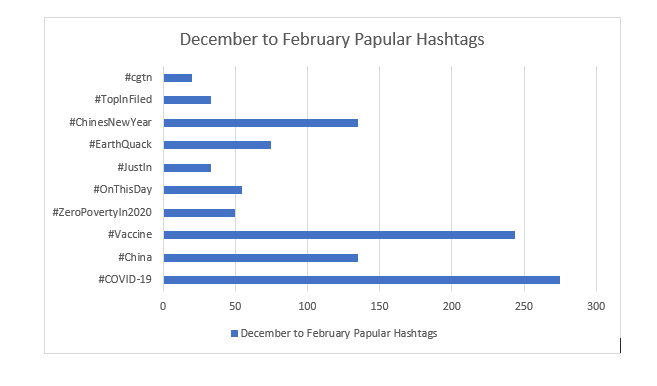 December to February Papular Hashtags
#cgtn
#TopInFiled
#ChinesNewYear
#EarthQuack
#JustIn
#OnThisDay
#ZeroPovertyIn2020
#Vaccine
#China
#COVID-19
0 50 100 150 200 250 300
December to February Papular Hashtags